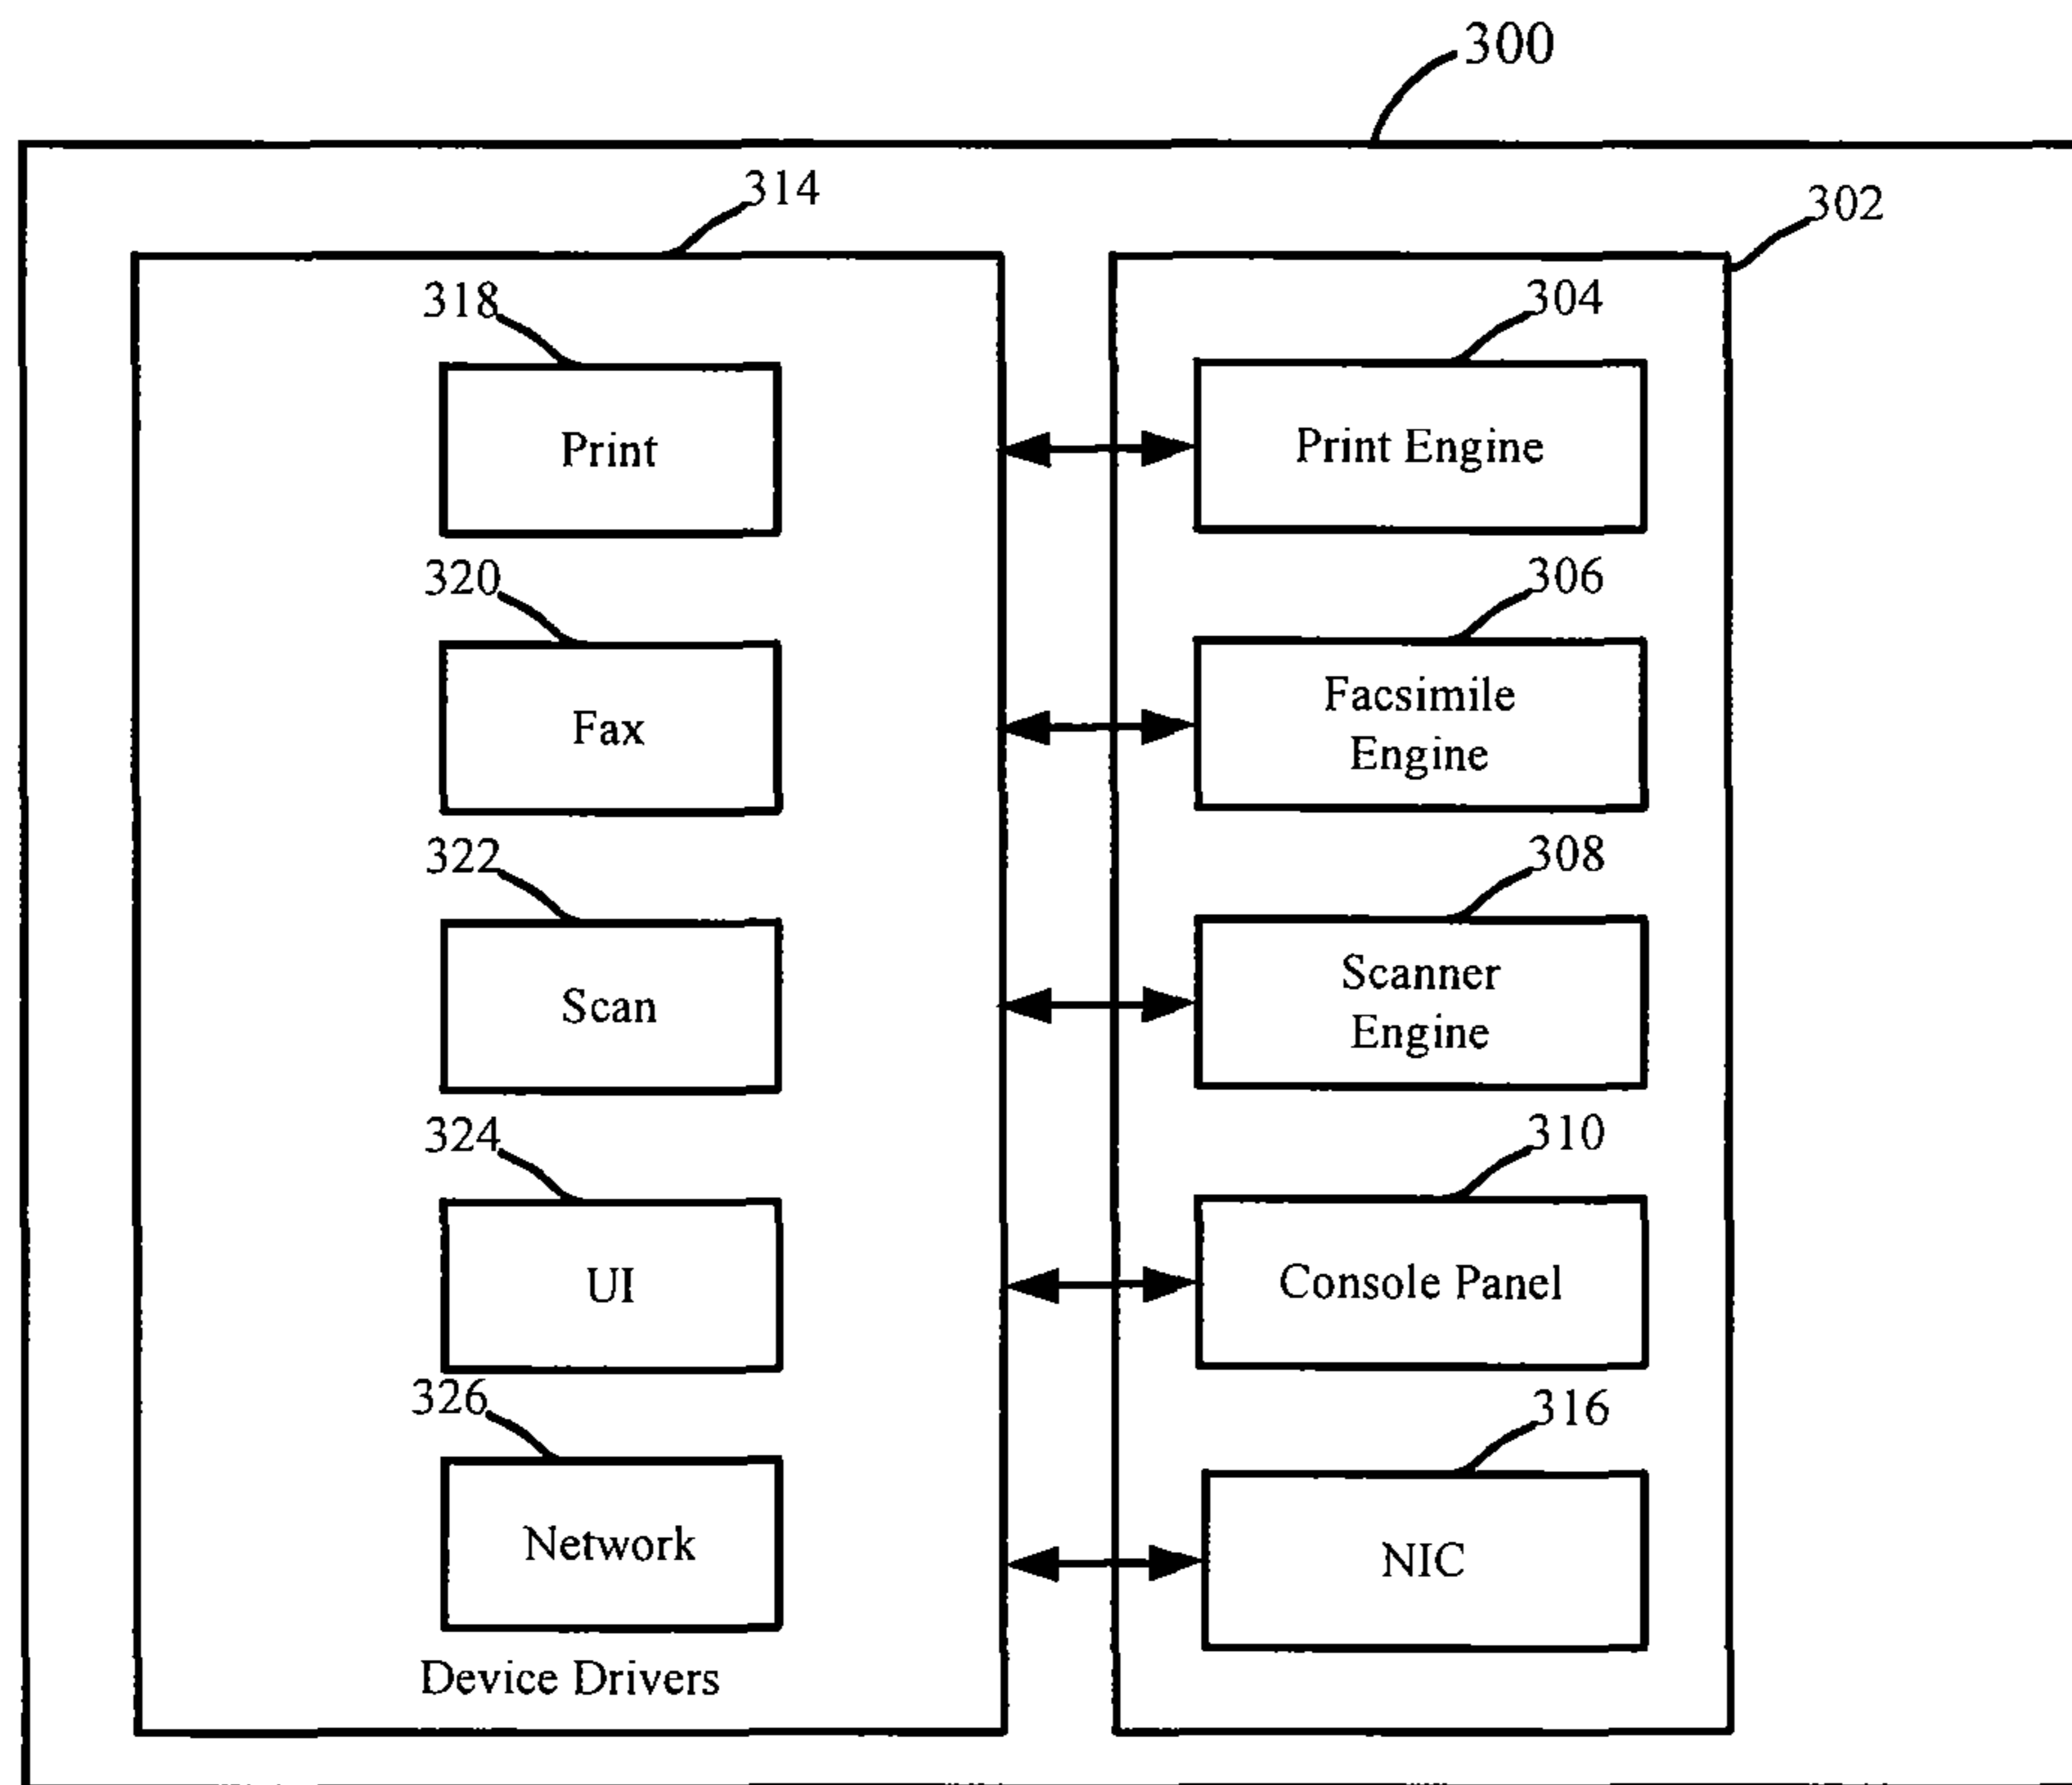 300
314
302
318
304
Print
Print Engine
320
306
Fax
Facsimile
Engine
322
308
Scan
Scanner
Engine
324
310
UI
Console Panel
326
316
Network
NIC
Device Drivers